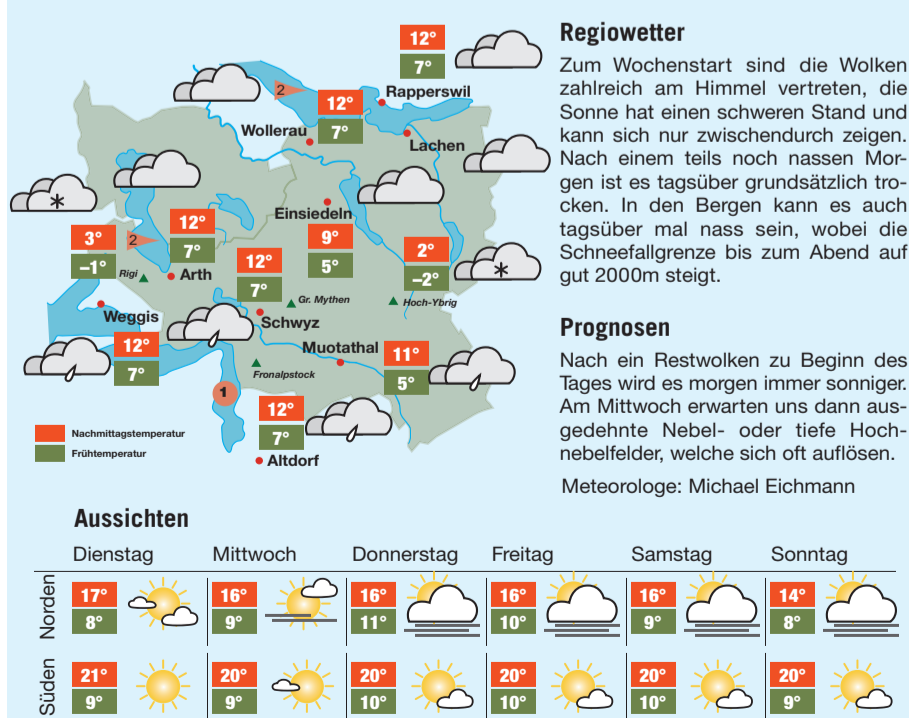 12°
7°
Rapperswil
2
12°
7°
Wollerau
Lachen
Einsiedeln
9°
5°
12°
7°
2
3°
–1°
Rigi
Arth
12°
7°
2°
–2°
Gr. Mythen
Hoch-Ybrig
Weggis
Schwyz
12°
7°
Muotathal
11°
5°
Fronalpstock
1
12°
7°
Altdorf
Nachmittagstemperatur
Frühtemperatur
Regiowetter
Zum Wochenstart sind die Wolken
zahlreich am Himmel vertreten, die
Sonne hat einen schweren Stand und
kann sich nur zwischendurch zeigen.
Nach einem teils noch nassen Mor-
gen ist es tagsüber grundsätzlich tro-
cken. In den Bergen kann es auch
tagsüber mal nass sein, wobei die
Schneefallgrenze bis zum Abend auf
gut 2000m steigt.
Prognosen
Nach ein Restwolken zu Beginn des
Tages wird es morgen immer sonniger.
Am Mittwoch erwarten uns dann aus-
gedehnte Nebel- oder tiefe Hoch-
nebelfelder, welche sich oft auflösen.
Meteorologe: Michael Eichmann
Aussichten
Dienstag Mittwoch Donnerstag Freitag Samstag Sonntag
Norden
17° 16° 16° 16° 16° 14°
8° 9° 11° 10° 9° 8°
Süden
21° 20° 20° 20° 20° 20°
9° 9° 10° 10° 10° 9°